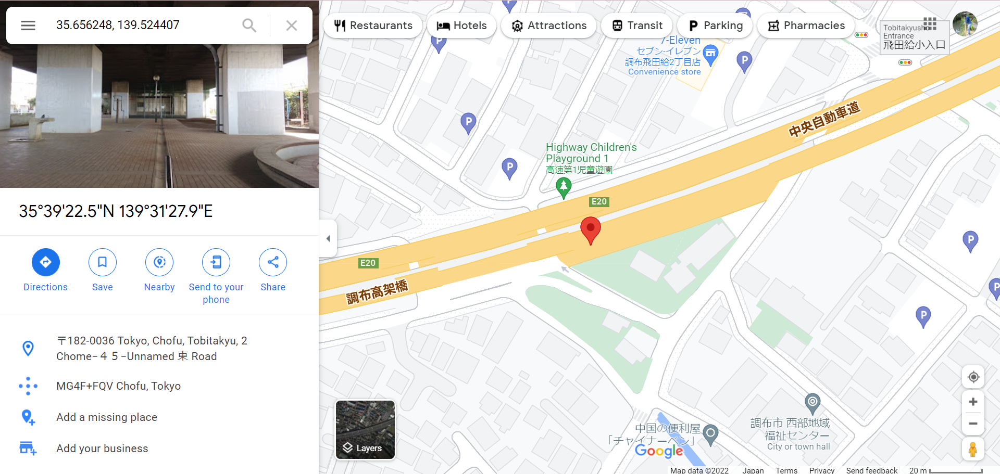 35.656248, 139.524407
Restaurants
Hotels
Attractions
Transit
Parking
Pharmacies
Tobitakyusho
Entrance
飛田給小入口
7-Eleven
セブン-イレブン
調布飛田給2丁目店
Convenience store
P
P
P
P
P
中央自動車道
Highway Children's
Playground 1
高速第1児童遊園
E20
35°39'22.5"N 139°31'27.9"E
P
E20
Directions
Save
Nearby
Send to your
phone
Share
調布高架橋
P
P
〒182-0036 Tokyo, Chofu, Tobitakyu, 2
Chome−４５−Unnamed 東 Road
MG4F+FQV Chofu, Tokyo
Add a missing place
Add your business
Layers
中国の便利屋
「チャイナーベン」
調布市 西部地域
福祉センター
City or town hall
Google
Map data ©2022
Japan
Terms
Privacy
Send feedback
20 m